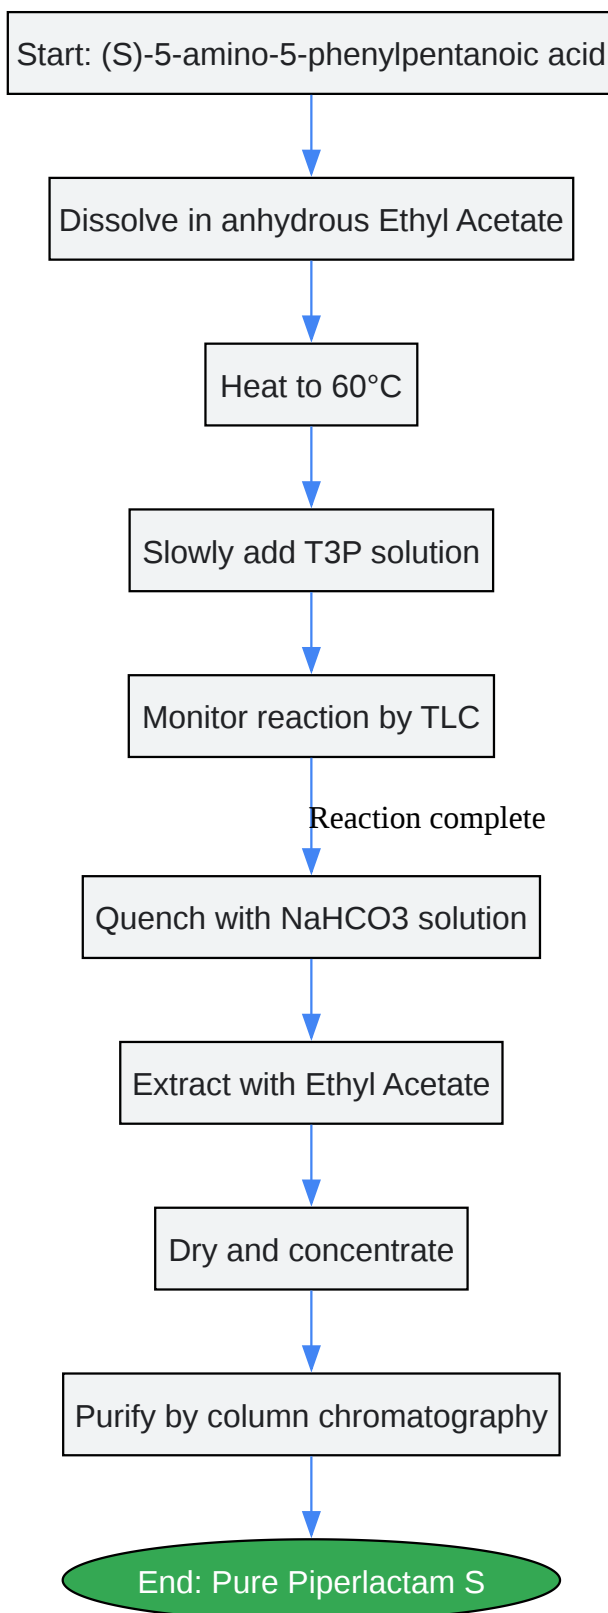 Start: (S)-5-amino-5-phenylpentanoic acid
Dissolve in anhydrous Ethyl Acetate
Heat to 60°C
Slowly add T3P solution
Monitor reaction by TLC
Reaction complete
Quench with NaHCO3 solution
Extract with Ethyl Acetate
Dry and concentrate
Purify by column chromatography
End: Pure Piperlactam S